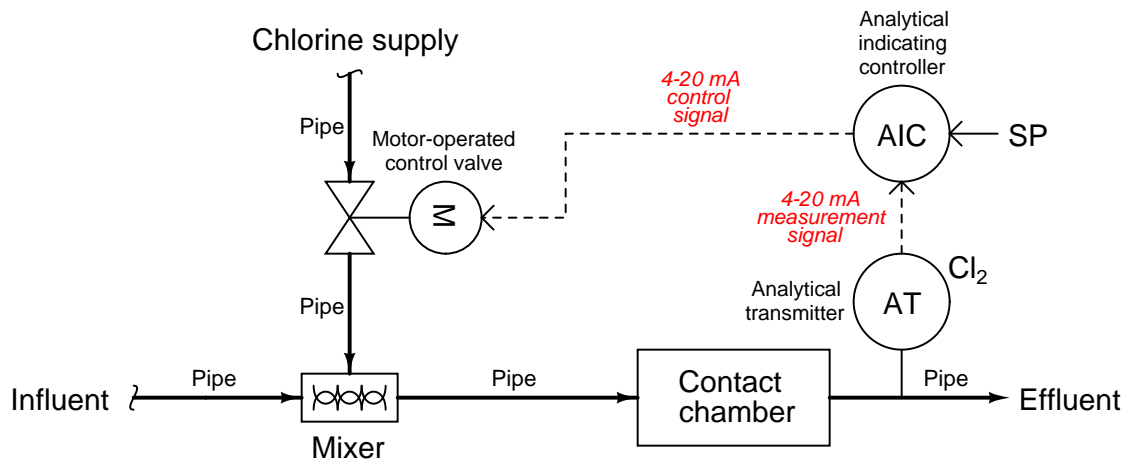 Chlorine supply
Analytical
indicating
controller
4-20 mA
control
signal
Pipe
Motor-operated
control valve
AIC
SP
M
4-20 mA
measurement
signal
Cl2
Pipe
Analytical
transmitter
AT
Influent
Pipe
Mixer
Pipe
Contact
chamber
Pipe
Effluent